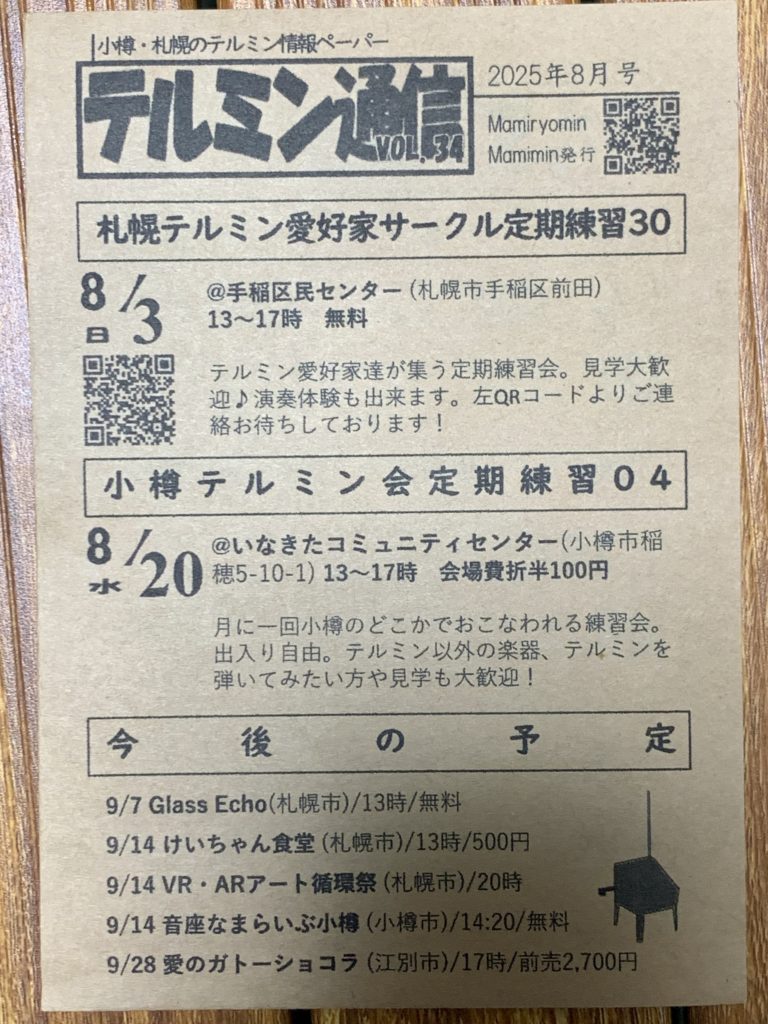 小樽・札幌のテルミン情報ペーパー
テルミン通信
VOL. 34
2025年8月号
Mamiryomin
Mamimin発行
札幌テルミン愛好家サークル定期練習30
8/3
日
@手稲区民センター (札幌市手稲区前田)
13～17時　無料
テルミン愛好家達が集う定期練習会。見学大歓
迎♪演奏体験も出来ます。左QRコードよりご連
絡お待ちしております！
小樽テルミン会定期練習04
8/20
水
@いなきたコミュニティセンター(小樽市稲
穂5-10-1) 13～17時　会場費折半100円
月に一回小樽のどこかでおこなわれる練習会。
出入り自由。テルミン以外の楽器、テルミンを
弾いてみたい方や見学も大歓迎！
今後の予定
9/7 Glass Echo(札幌市)/13時/無料
9/14 けいちゃん食堂 (札幌市)/13時/500円
9/14 VR・ARアート循環祭 (札幌市)/20時
9/14 音座なまらいぶ小樽 (小樽市)/14:20/無料
9/28 愛のガトーショコラ (江別市)/17時/前売2,700円